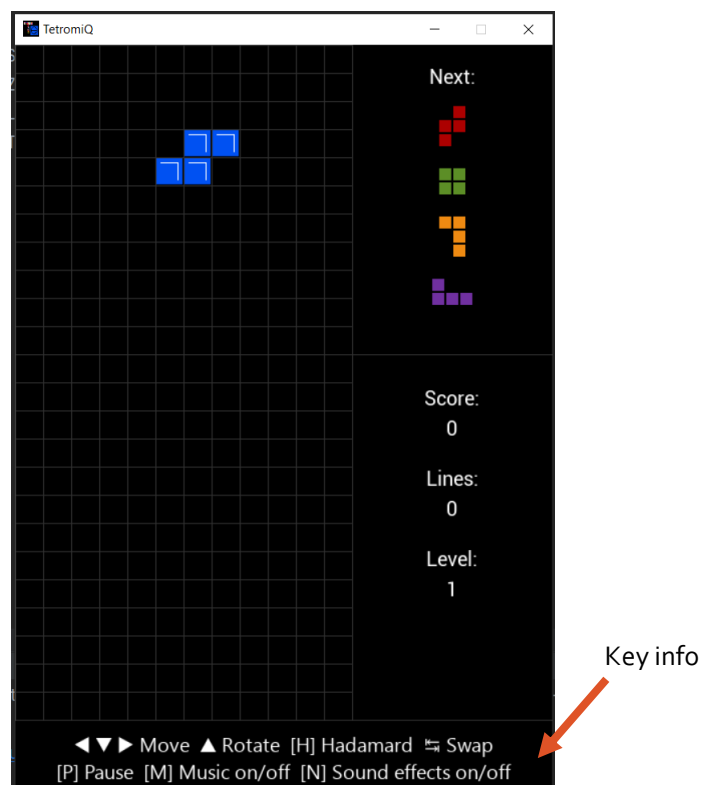 TetromiQ
Next:
Score:
0
Lines:
0
Level:
1
Key info
◀ ▼ ▶ Move ▲ Rotate [H] Hadamard ↹ Swap
[P] Pause [M] Music on/off [N] Sound effects on/off